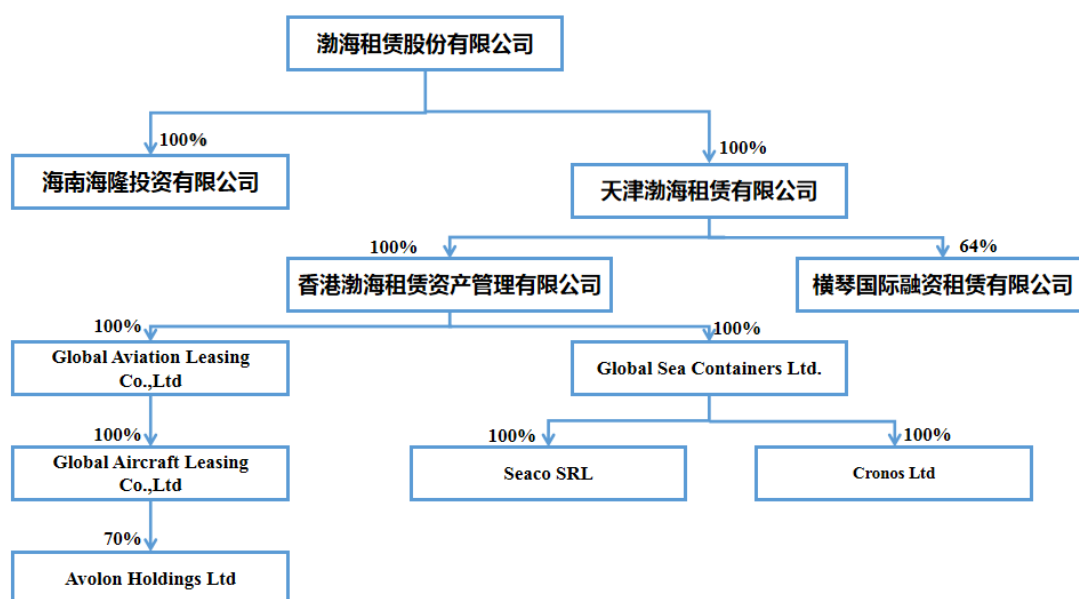 渤海租赁股份有限公司
100%
100%
海南海隆投资有限公司
天津渤海租赁有限公司
100%
64%
香港渤海租赁资产管理有限公司
横琴国际融资租赁有限公司
100%
100%
Global Aviation Leasing
Co.,Ltd
Global Sea Containers Ltd.
100%
100%
100%
Global Aircraft Leasing
Co.,Ltd
Seaco SRL
Cronos Ltd
70%
Avolon Holdings Ltd